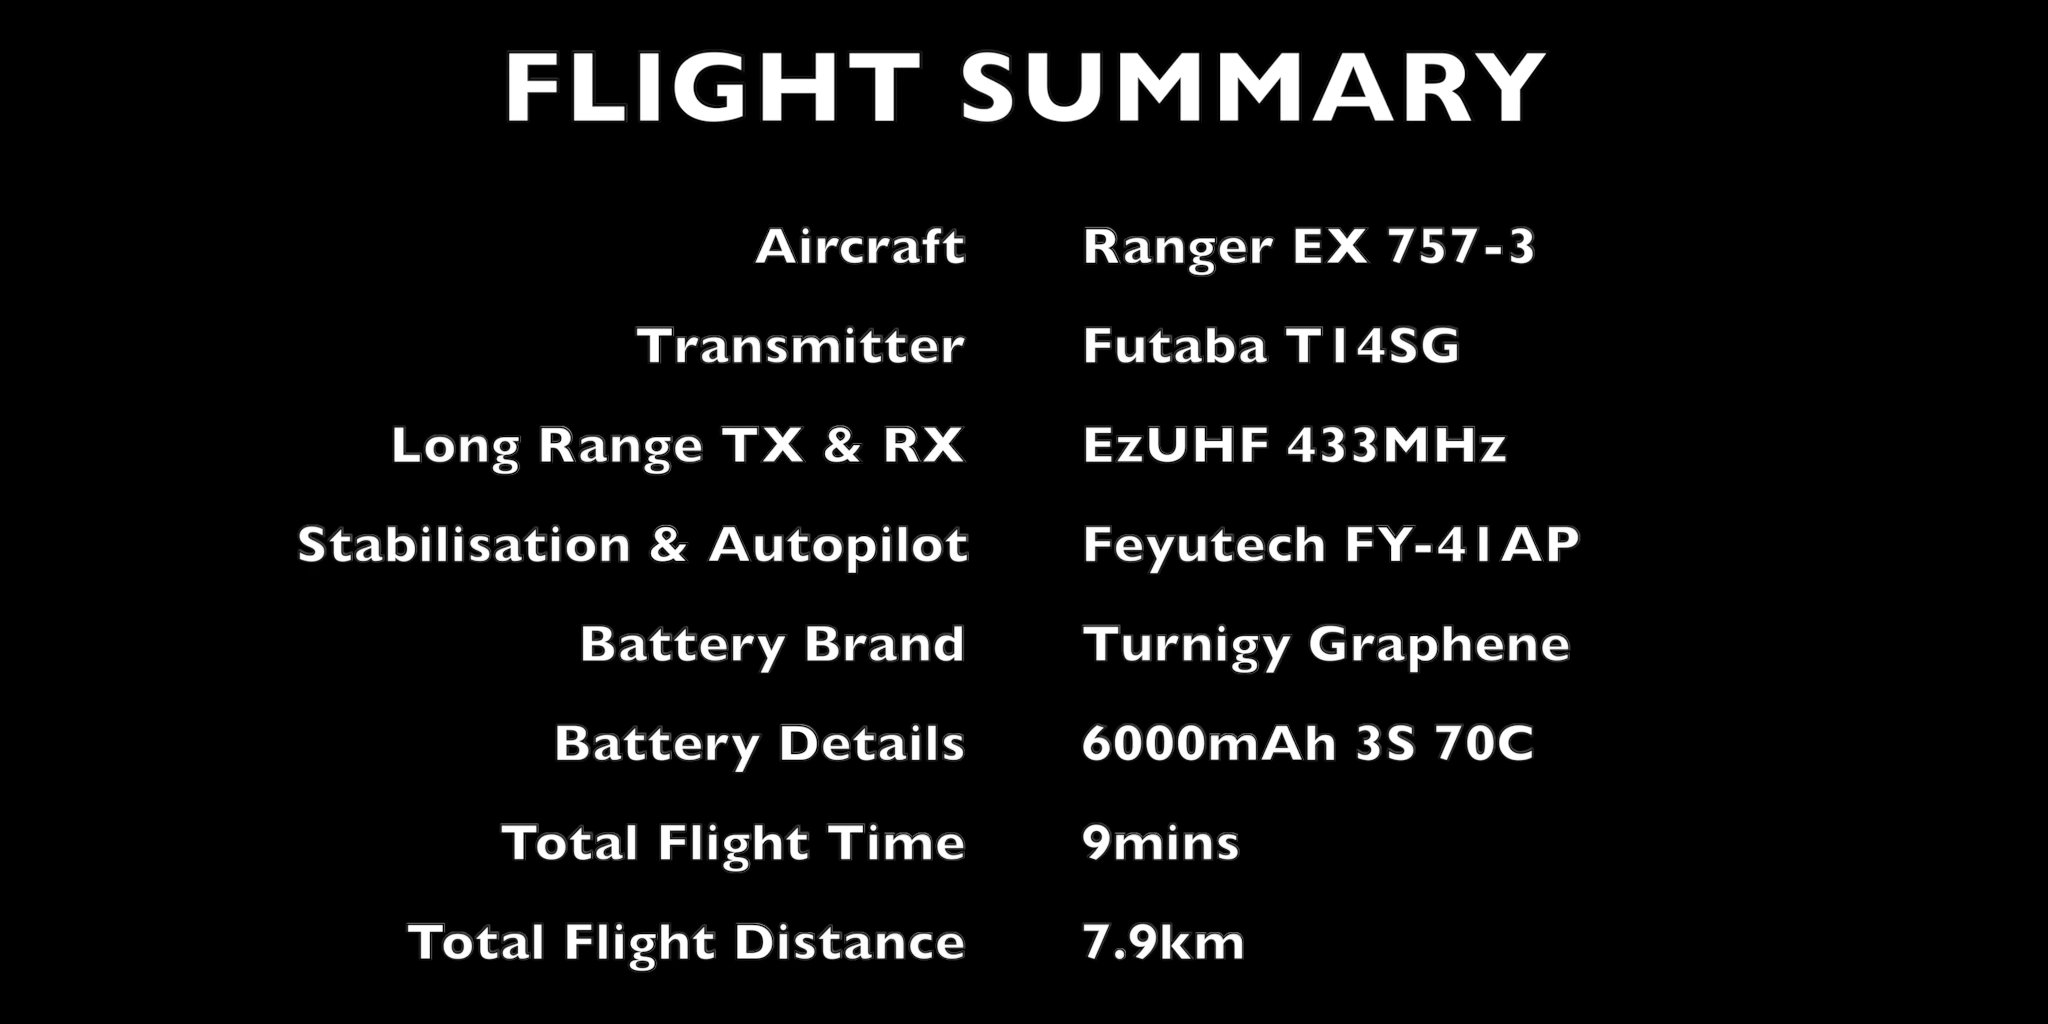 FLIGHT SUMMARY
Aircraft Ranger EX 757-3
Transmitter Futaba T14SG
Long Range TX & RX EzUHF 433MHz
Stabilisation & Autopilot Feyutech FY-41AP
Battery Brand Turnigy Graphene
Battery Details 6000mAh 3S 70C
Total Flight Time 9mins
Total Flight Distance 7.9km